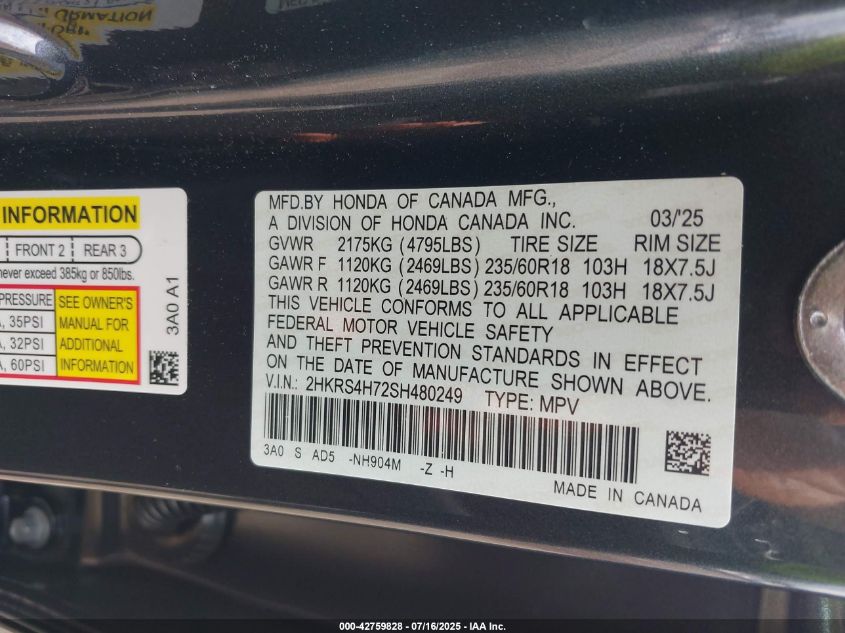 INFORMATION
FRONT 2 REAR 3
never exceed 385kg or 850lbs.
PRESSURE SEE OWNER'S
MANUAL FOR
ADDITIONAL
INFORMATION
, 35PSI
, 32PSI
, 60PSI
3A0 A1
MFD.BY HONDA OF CANADA MFG.,
A DIVISION OF HONDA CANADA INC. 03/'25
GVWR 2175KG (4795LBS) TIRE SIZE RIM SIZE
GAWR F 1120KG (2469LBS) 235/60R18 103H 18X7.5J
GAWR R 1120KG (2469LBS) 235/60R18 103H 18X7.5J
THIS VEHICLE CONFORMS TO ALL APPLICABLE
FEDERAL MOTOR VEHICLE SAFETY
AND THEFT PREVENTION STANDARDS IN EFFECT
ON THE DATE OF MANUFACTURE SHOWN ABOVE.
V.I.N.: 2HKRS4H72SH480249 TYPE: MPV
3A0 S AD5 -NH904M -Z -H
MADE IN CANADA
000-42759828 - 07/16/2025 - IAA Inc.